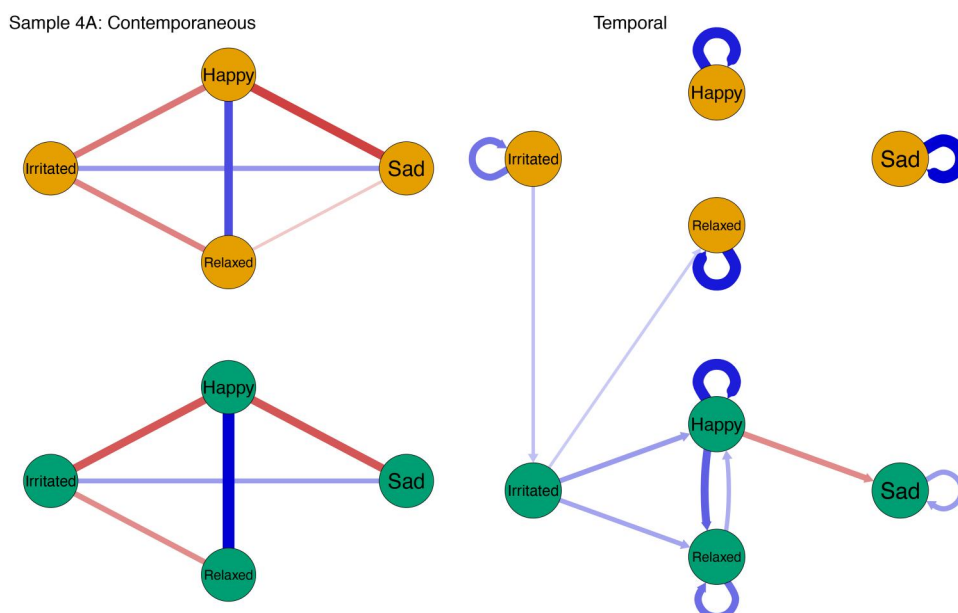 Sample 4A: Contemporaneous
Temporal
Happy
Irritated
Sad
Relaxed
Happy
Irritated
Sad
Relaxed
Happy
Irritated
Sad
Relaxed
Happy
Irritated
Sad
Relaxed